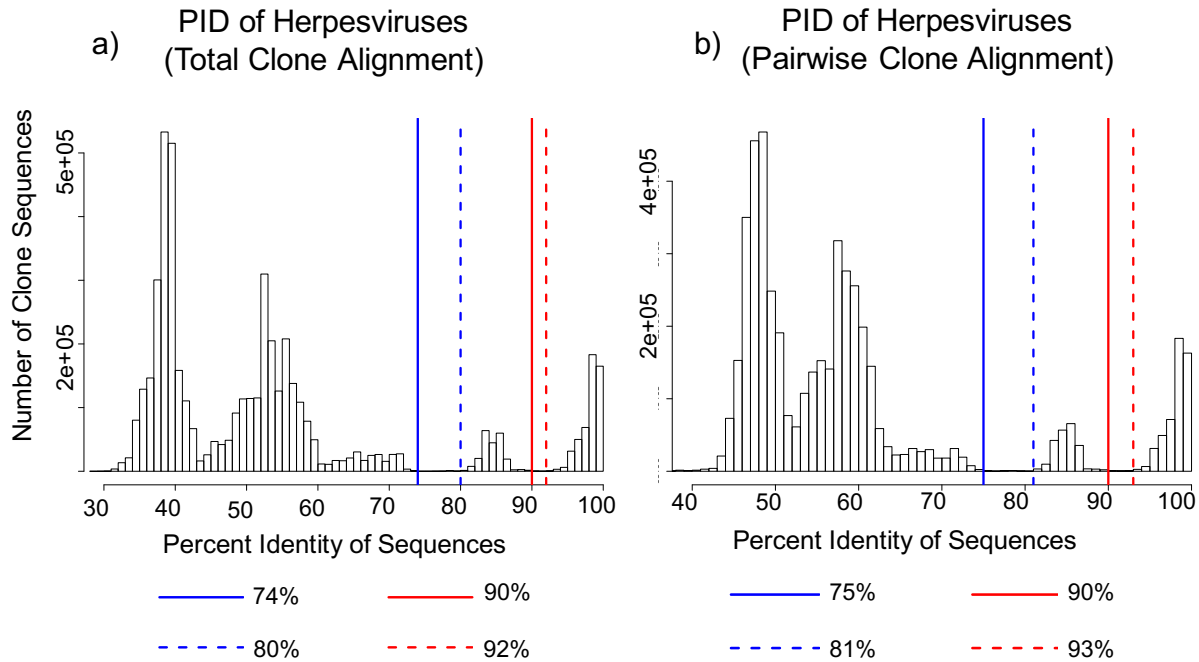 a)
PID of Herpesviruses
(Total Clone Alignment)
Number of Clone Sequences
5e+05
2e+05
30 40 50 60 70 80 90 100
Percent Identity of Sequences
74% 90%
80% 92%
b)
PID of Herpesviruses
(Pairwise Clone Alignment)
4e+05
2e+05
40 50 60 70 80 90 100
Percent Identity of Sequences
75% 90%
81% 93%